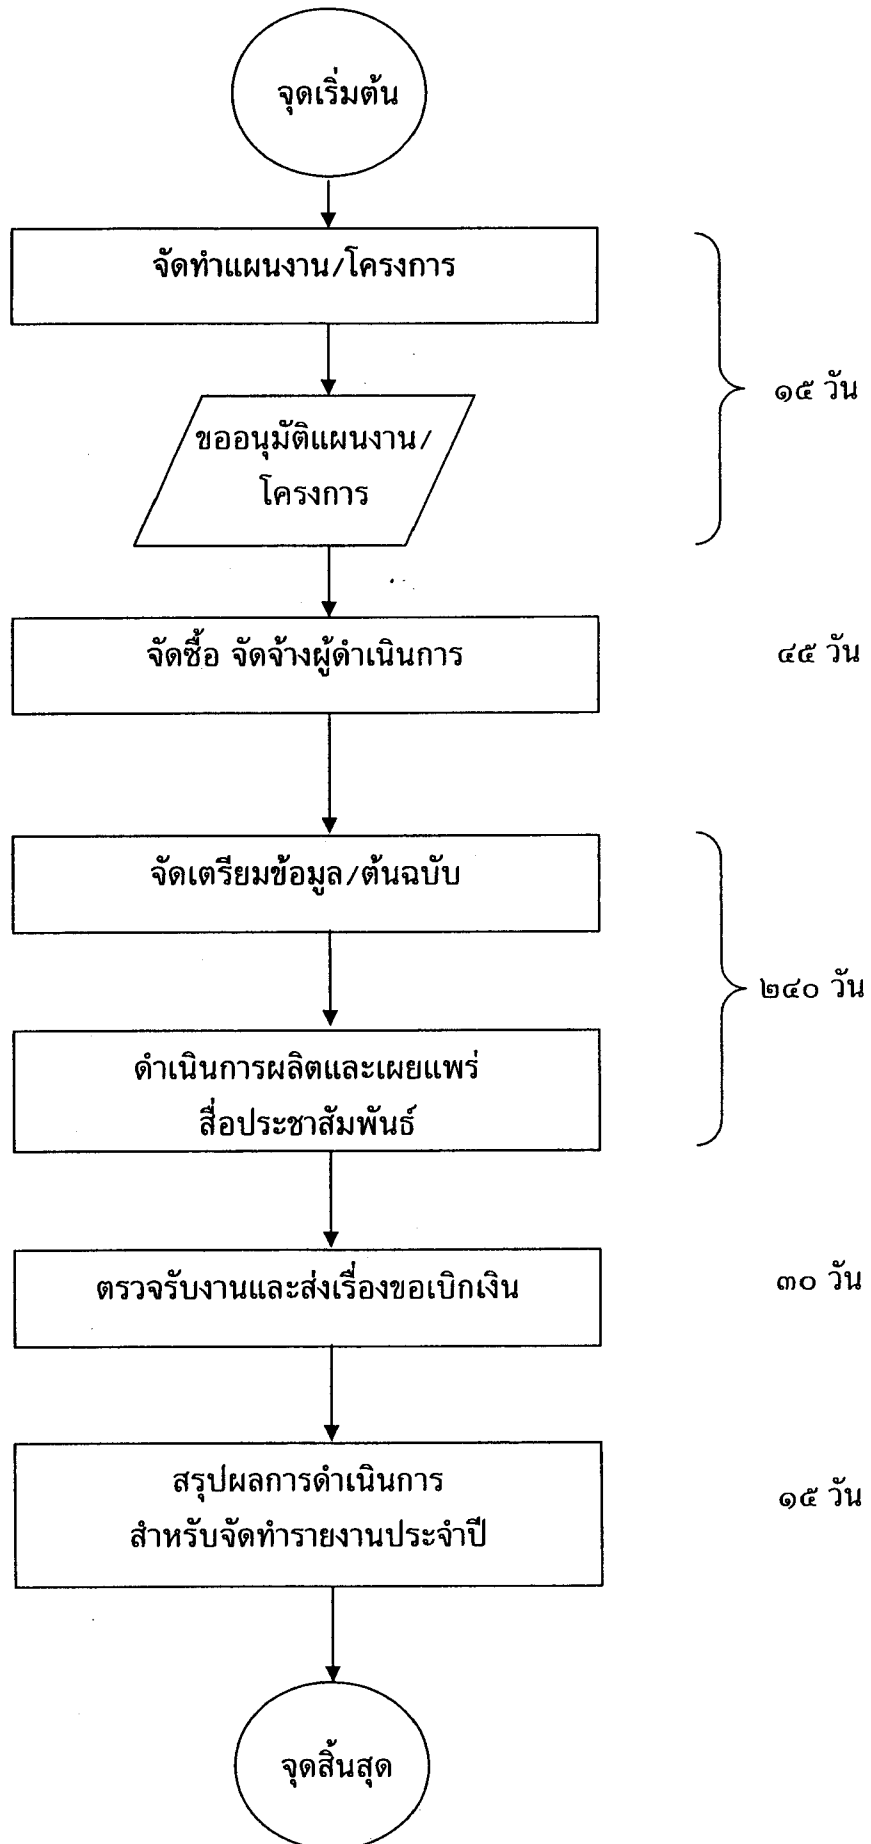 จุดเริ่มต้น
จัดทำแผนงาน/โครงการ
๑๕ วัน
ขออนุมัติแผนงาน/
โครงการ
จัดซื้อ จัดจ้างผู้ดำเนินการ
๔๕ วัน
จัดเตรียมข้อมูล/ต้นฉบับ
๒๔๐ วัน
ดำเนินการผลิตและเผยแพร่
สื่อประชาสัมพันธ์
ตรวจรับงานและส่งเรื่องขอเบิกเงิน
๓๐ วัน
สรุปผลการดำเนินการ
๑๕ วัน
สำหรับจัดทำรายงานประจำปี
จุดสิ้นสุด